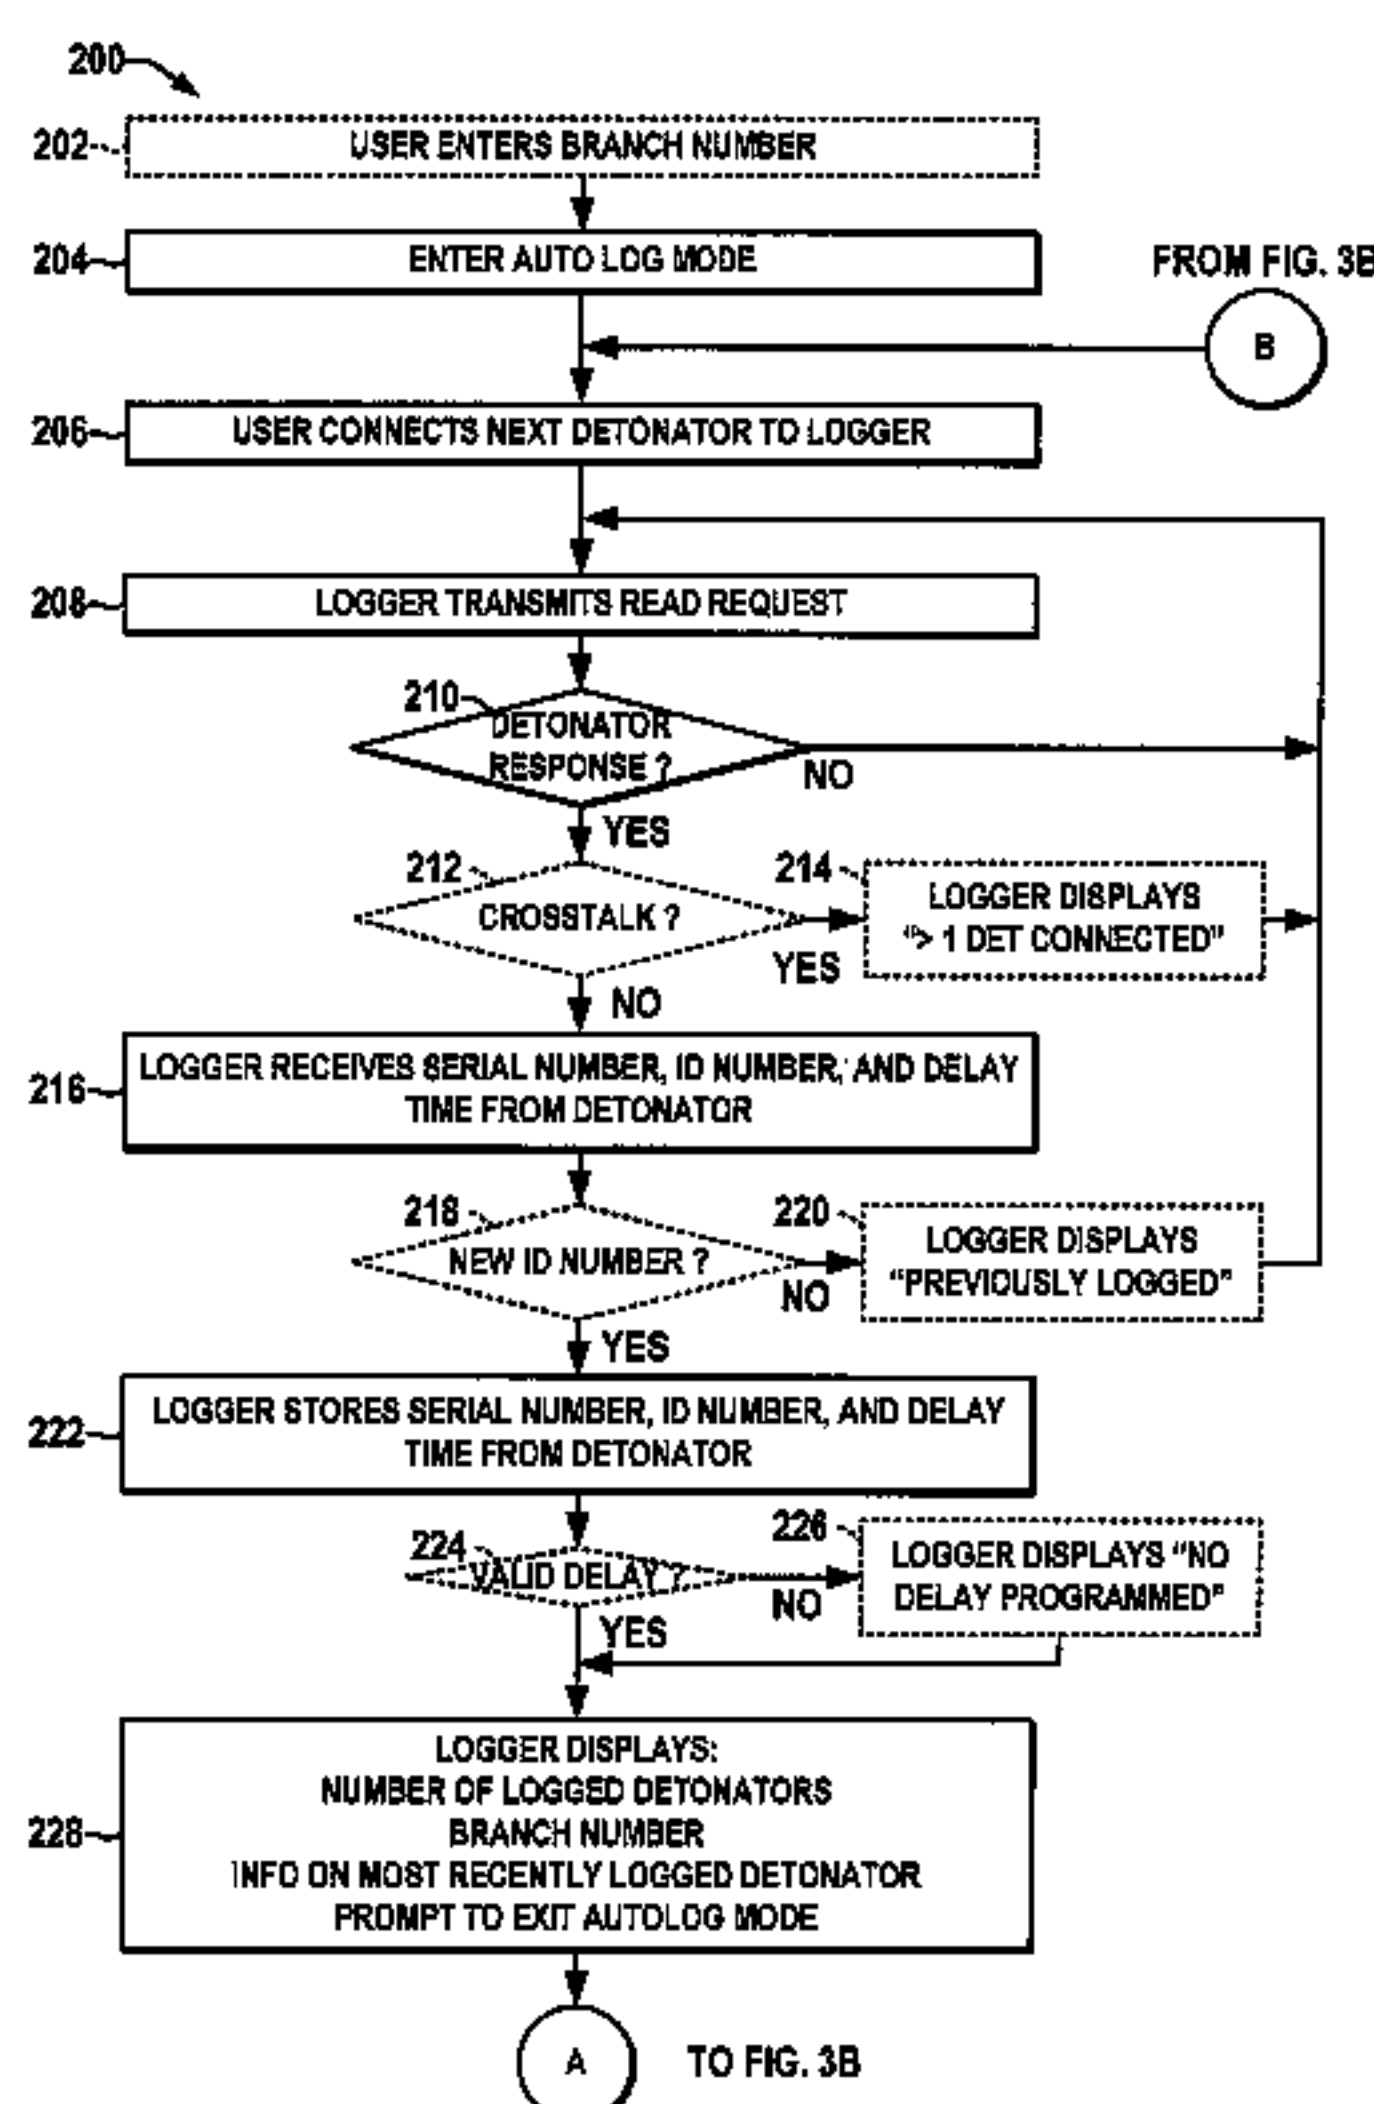 200
202
USER ENTERS BRANCH NUMBER
204
ENTER AUTO LOG MODE
FROM FIG. 3B
B
206
USER CONNECTS NEXT DETONATOR TO LOGGER
208
LOGGER TRANSMITS READ REQUEST
210
DETONATOR
RESPONSE ?
NO
YES
212
CROSSTALK ?
YES
NO
214
LOGGER DISPLAYS
"> 1 DET CONNECTED"
216
LOGGER RECEIVES SERIAL NUMBER, ID NUMBER, AND DELAY
TIME FROM DETONATOR
218
NEW ID NUMBER ?
NO
YES
220
LOGGER DISPLAYS
"PREVIOUSLY LOGGED"
222
LOGGER STORES SERIAL NUMBER, ID NUMBER, AND DELAY
TIME FROM DETONATOR
224
VALID DELAY ?
NO
YES
226
LOGGER DISPLAYS "NO
DELAY PROGRAMMED"
228
LOGGER DISPLAYS:
NUMBER OF LOGGED DETONATORS
BRANCH NUMBER
INFO ON MOST RECENTLY LOGGED DETONATOR
PROMPT TO EXIT AUTOLOG MODE
A
TO FIG. 3B